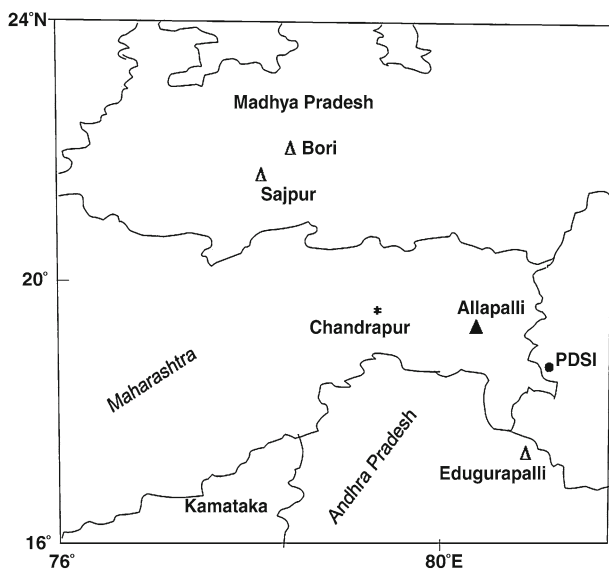 24°N
Madhya Pradesh
Bori
Sajpur
20°
Allapalli
Chandrapur
PDSI
Maharashtra
Andhra Pradesh
Edugurapalli
Kamataka
16°
76°
80°E